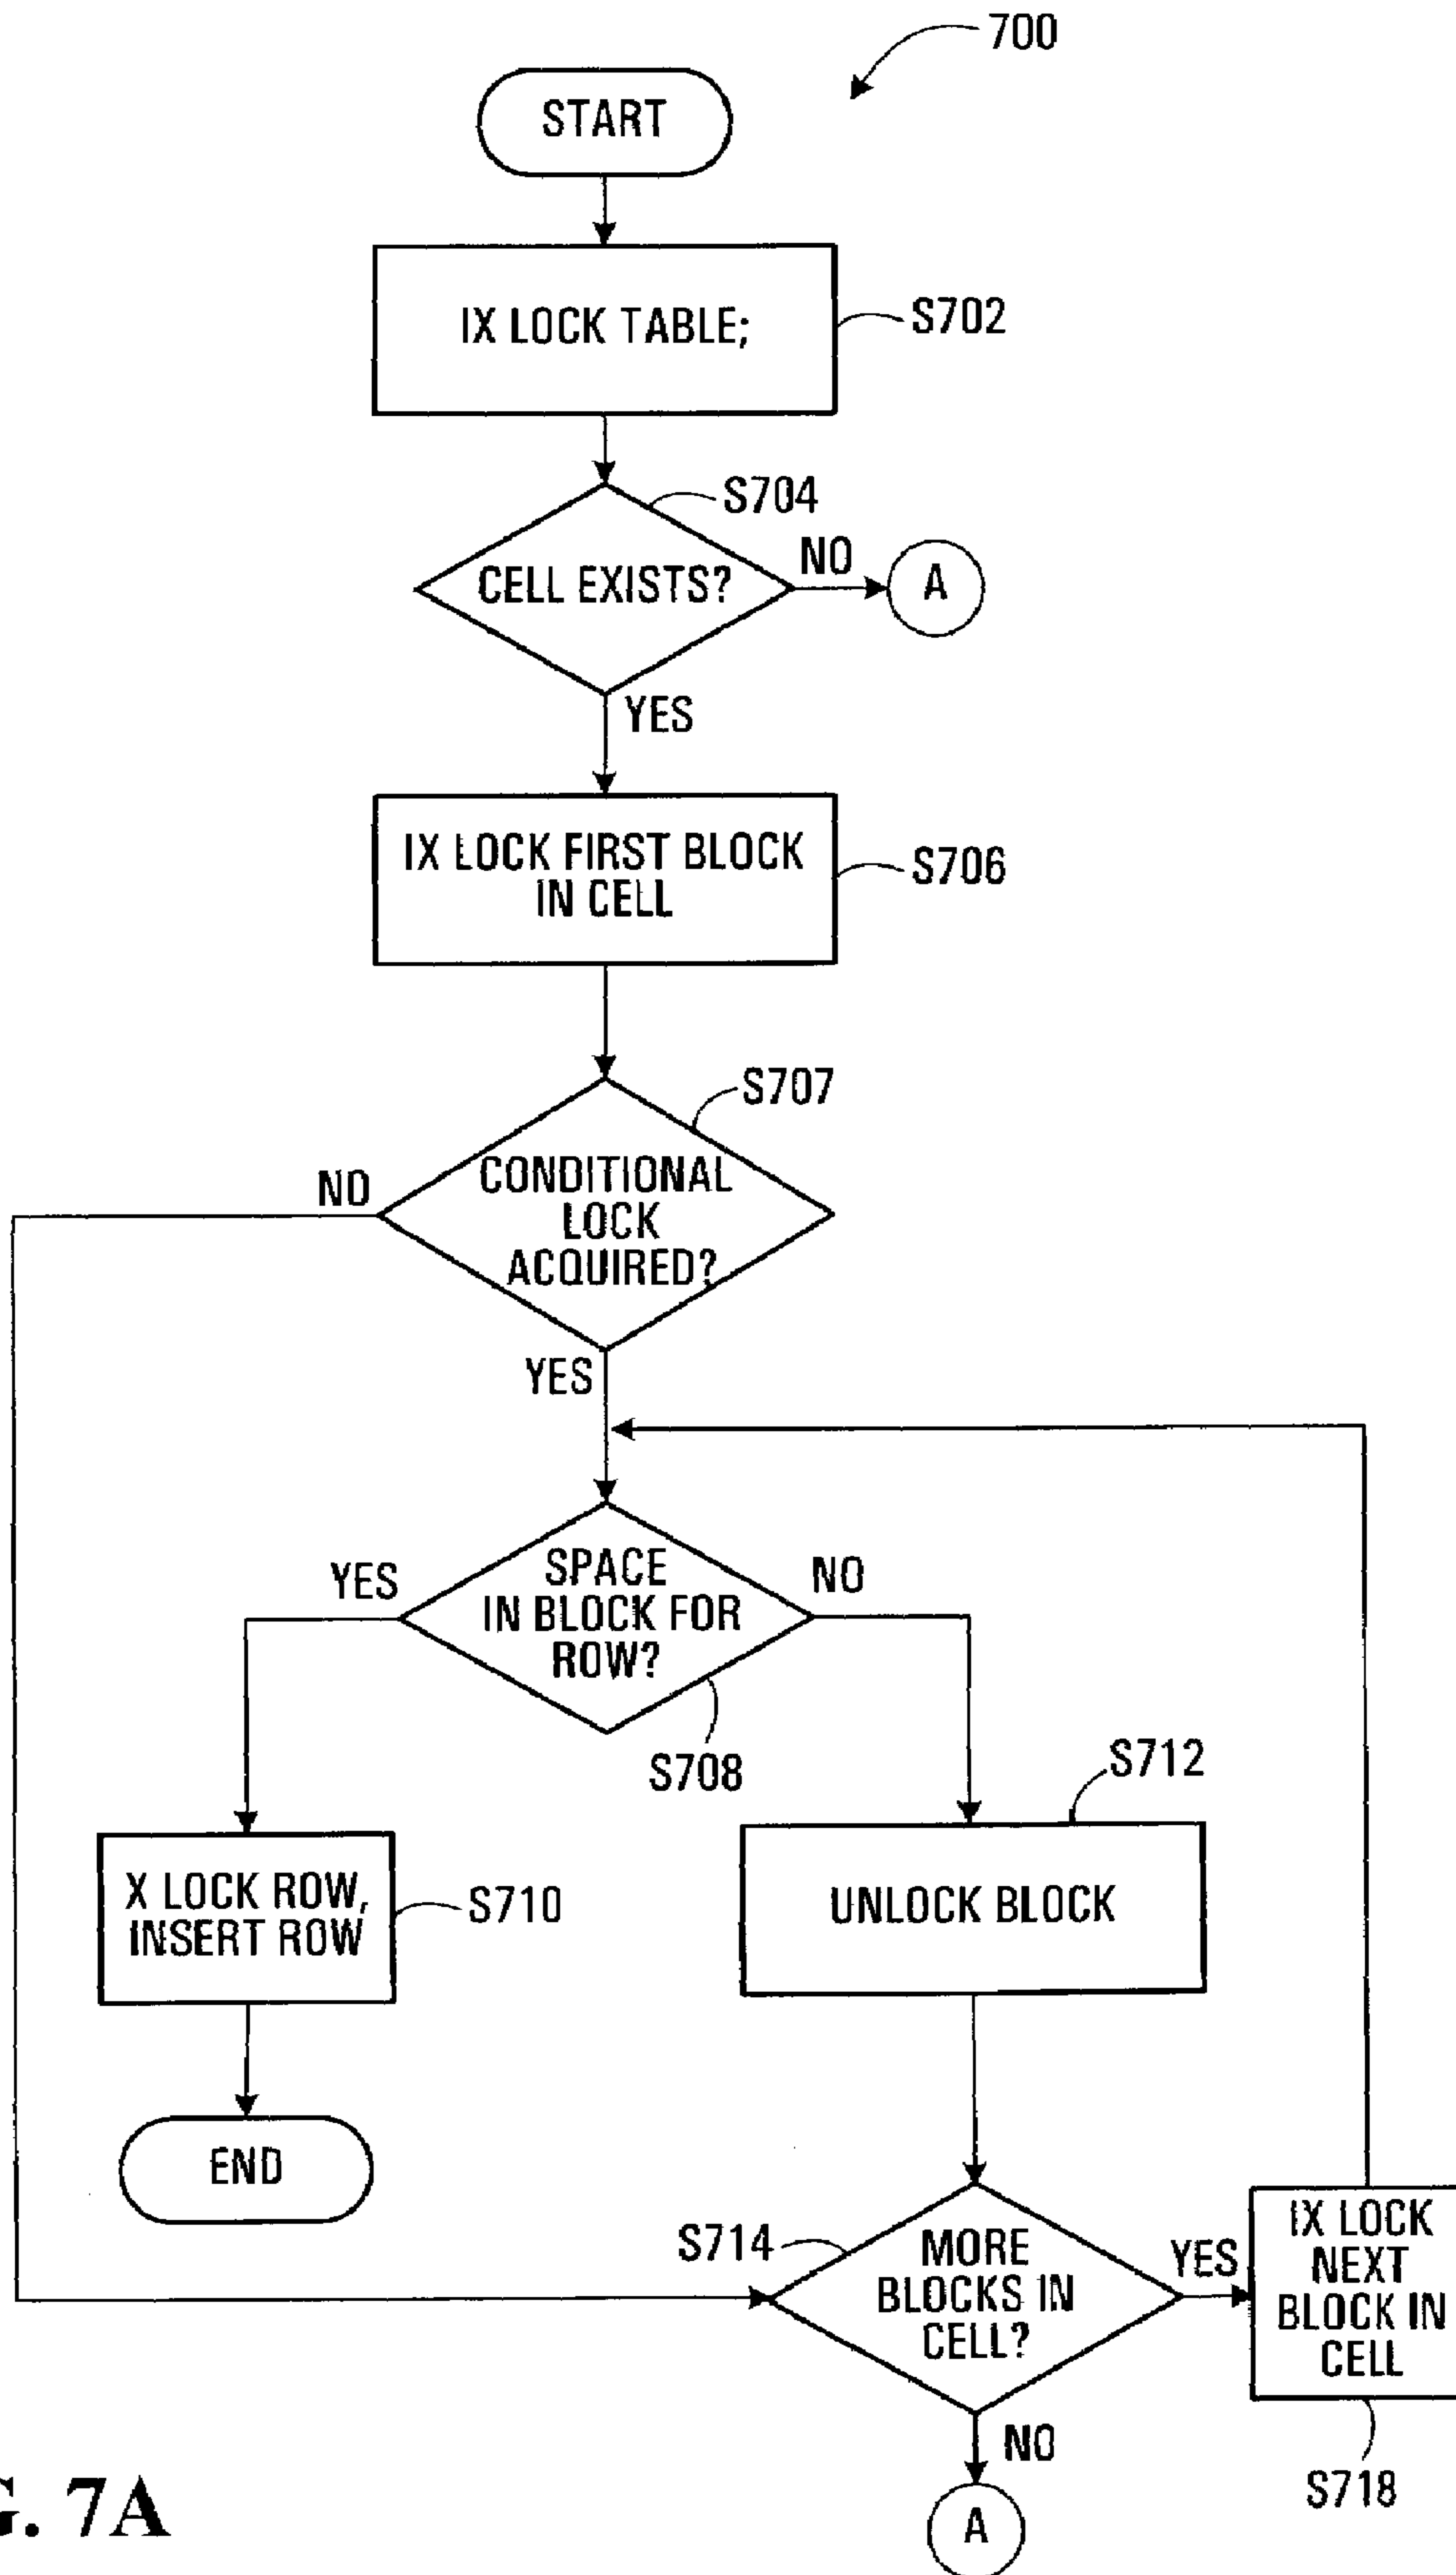 700
START
IX LOCK TABLE;
S702
S704
CELL EXISTS?
NO
A
YES
IX LOCK FIRST BLOCK
IN CELL
S706
S707
CONDITIONAL
LOCK
ACQUIRED?
NO
YES
SPACE
IN BLOCK FOR
ROW?
YES
NO
S708
S712
X LOCK ROW,
INSERT ROW
S710
UNLOCK BLOCK
END
S714
MORE
BLOCKS IN
CELL?
YES
IX LOCK
NEXT
BLOCK IN
CELL
NO
S718
A
G. 7A